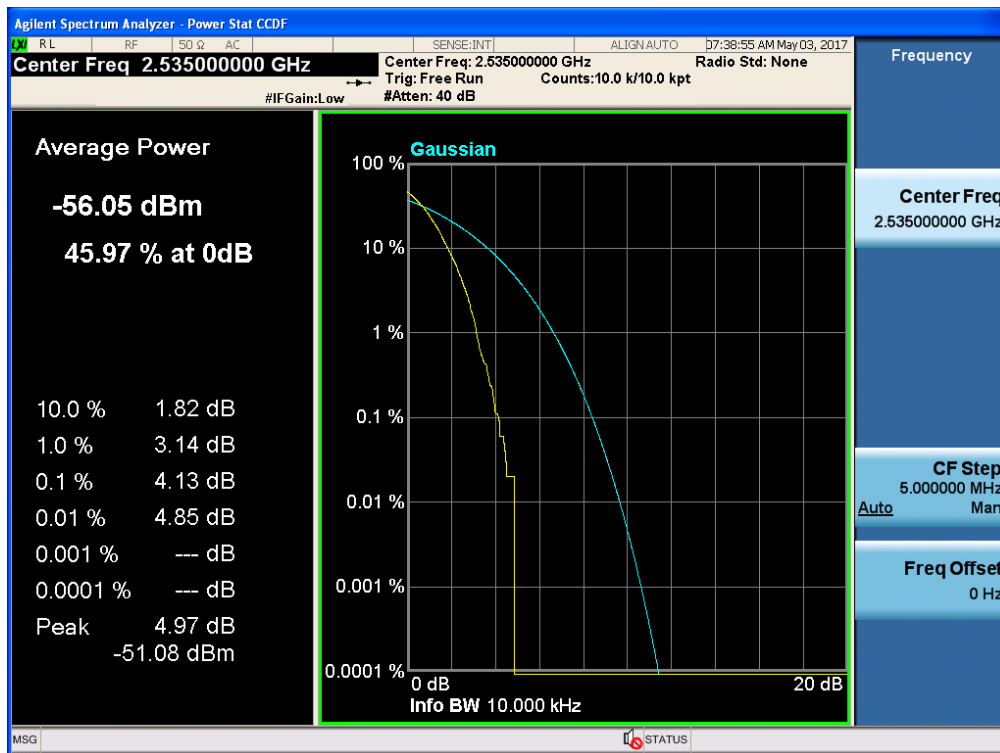 Agilent Spectrum Analyzer - Power Stat CCDF
LXI RL RF 50 Ω AC SENSE:INT ALIGN AUTO 07:38:55 AM May 03, 2017
Center Freq 2.535000000 GHz
Center Freq: 2.535000000 GHz Radio Std: None
Trig: Free Run Counts:10.0 k/10.0 kpt
#IFGain:Low #Atten: 40 dB
Average Power
-56.05 dBm
45.97 % at 0dB
10.0 % 1.82 dB
1.0 % 3.14 dB
0.1 % 4.13 dB
0.01 % 4.85 dB
0.001 % --- dB
0.0001 % --- dB
Peak 4.97 dB
-51.08 dBm
Gaussian
100 %
10 %
1 %
0.1 %
0.01 %
0.001 %
0.0001 %
0 dB 20 dB
Info BW 10.000 kHz
Frequency
Center Freq
2.535000000 GHz
CF Step
5.000000 MHz
Auto Man
Freq Offset
0 Hz
MSG STATUS